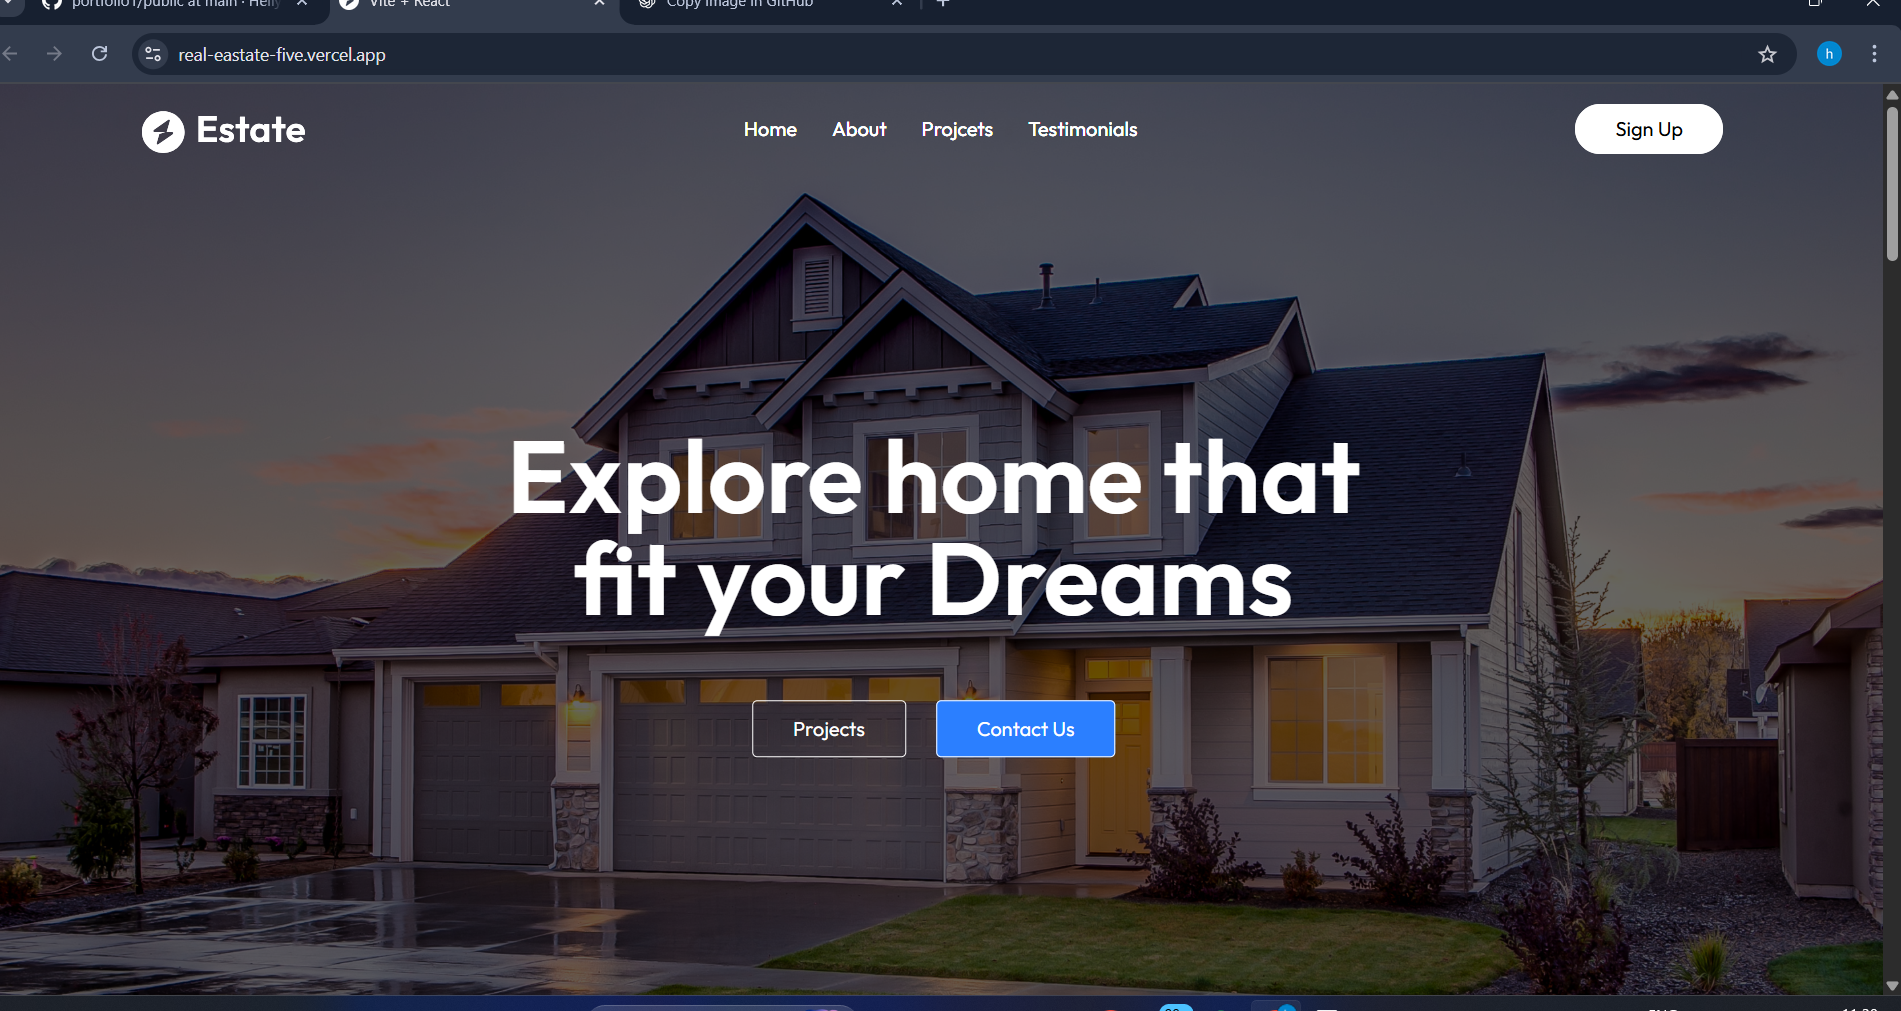 portfolio1/public at main · Helly
Vite + React
Copy image in GitHub
real-eastate-five.vercel.app
h
Estate
Home
About
Projcets
Testimonials
Sign Up
Explore home that
fit your Dreams
Projects
Contact Us